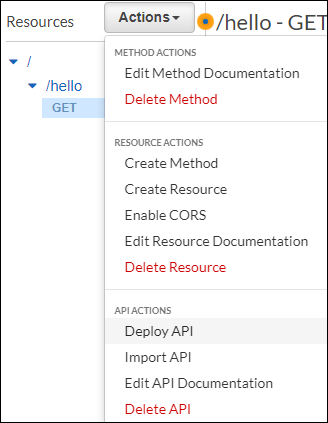 Resources
Actions
/hello - GET
/
/hello
GET
METHOD ACTIONS
Edit Method Documentation
Delete Method
RESOURCE ACTIONS
Create Method
Create Resource
Enable CORS
Edit Resource Documentation
Delete Resource
API ACTIONS
Deploy API
Import API
Edit API Documentation
Delete API